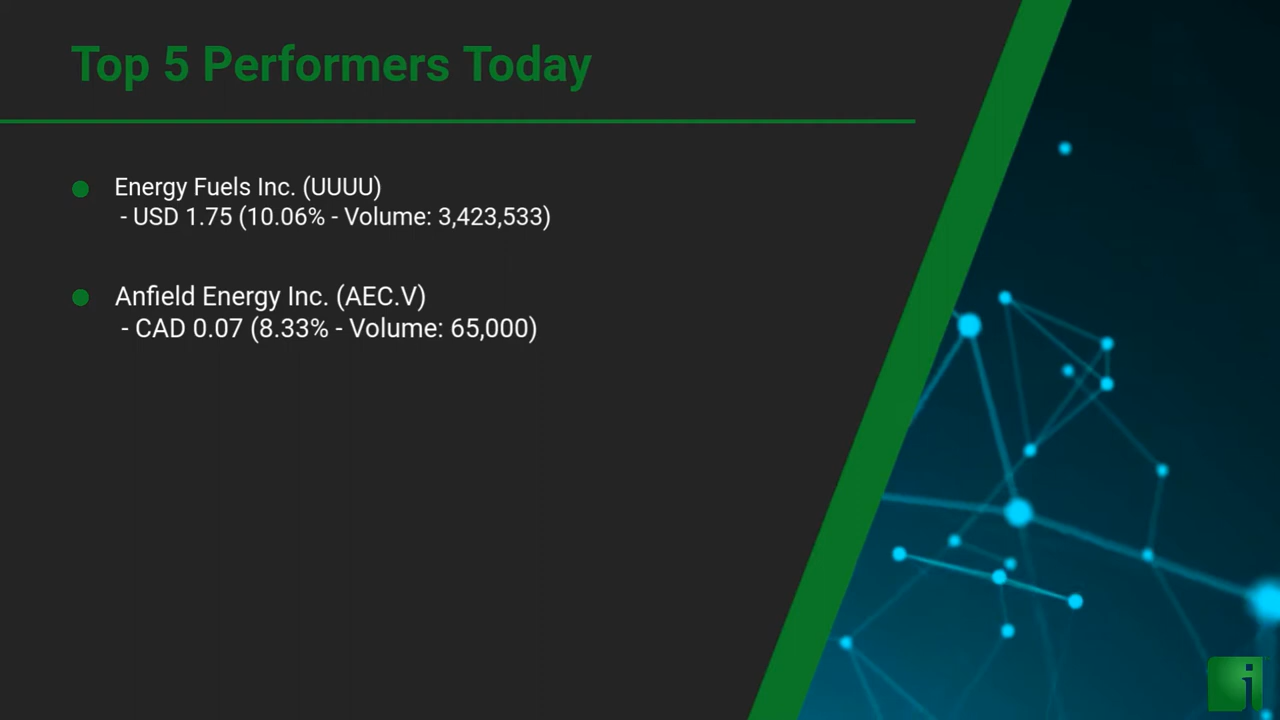 Top 5 Performers Today
Energy Fuels Inc. (UUUU)
- USD 1.75 (10.06% - Volume: 3,423,533)
Anfield Energy Inc. (AEC.V)
- CAD 0.07 (8.33% - Volume: 65,000)
i